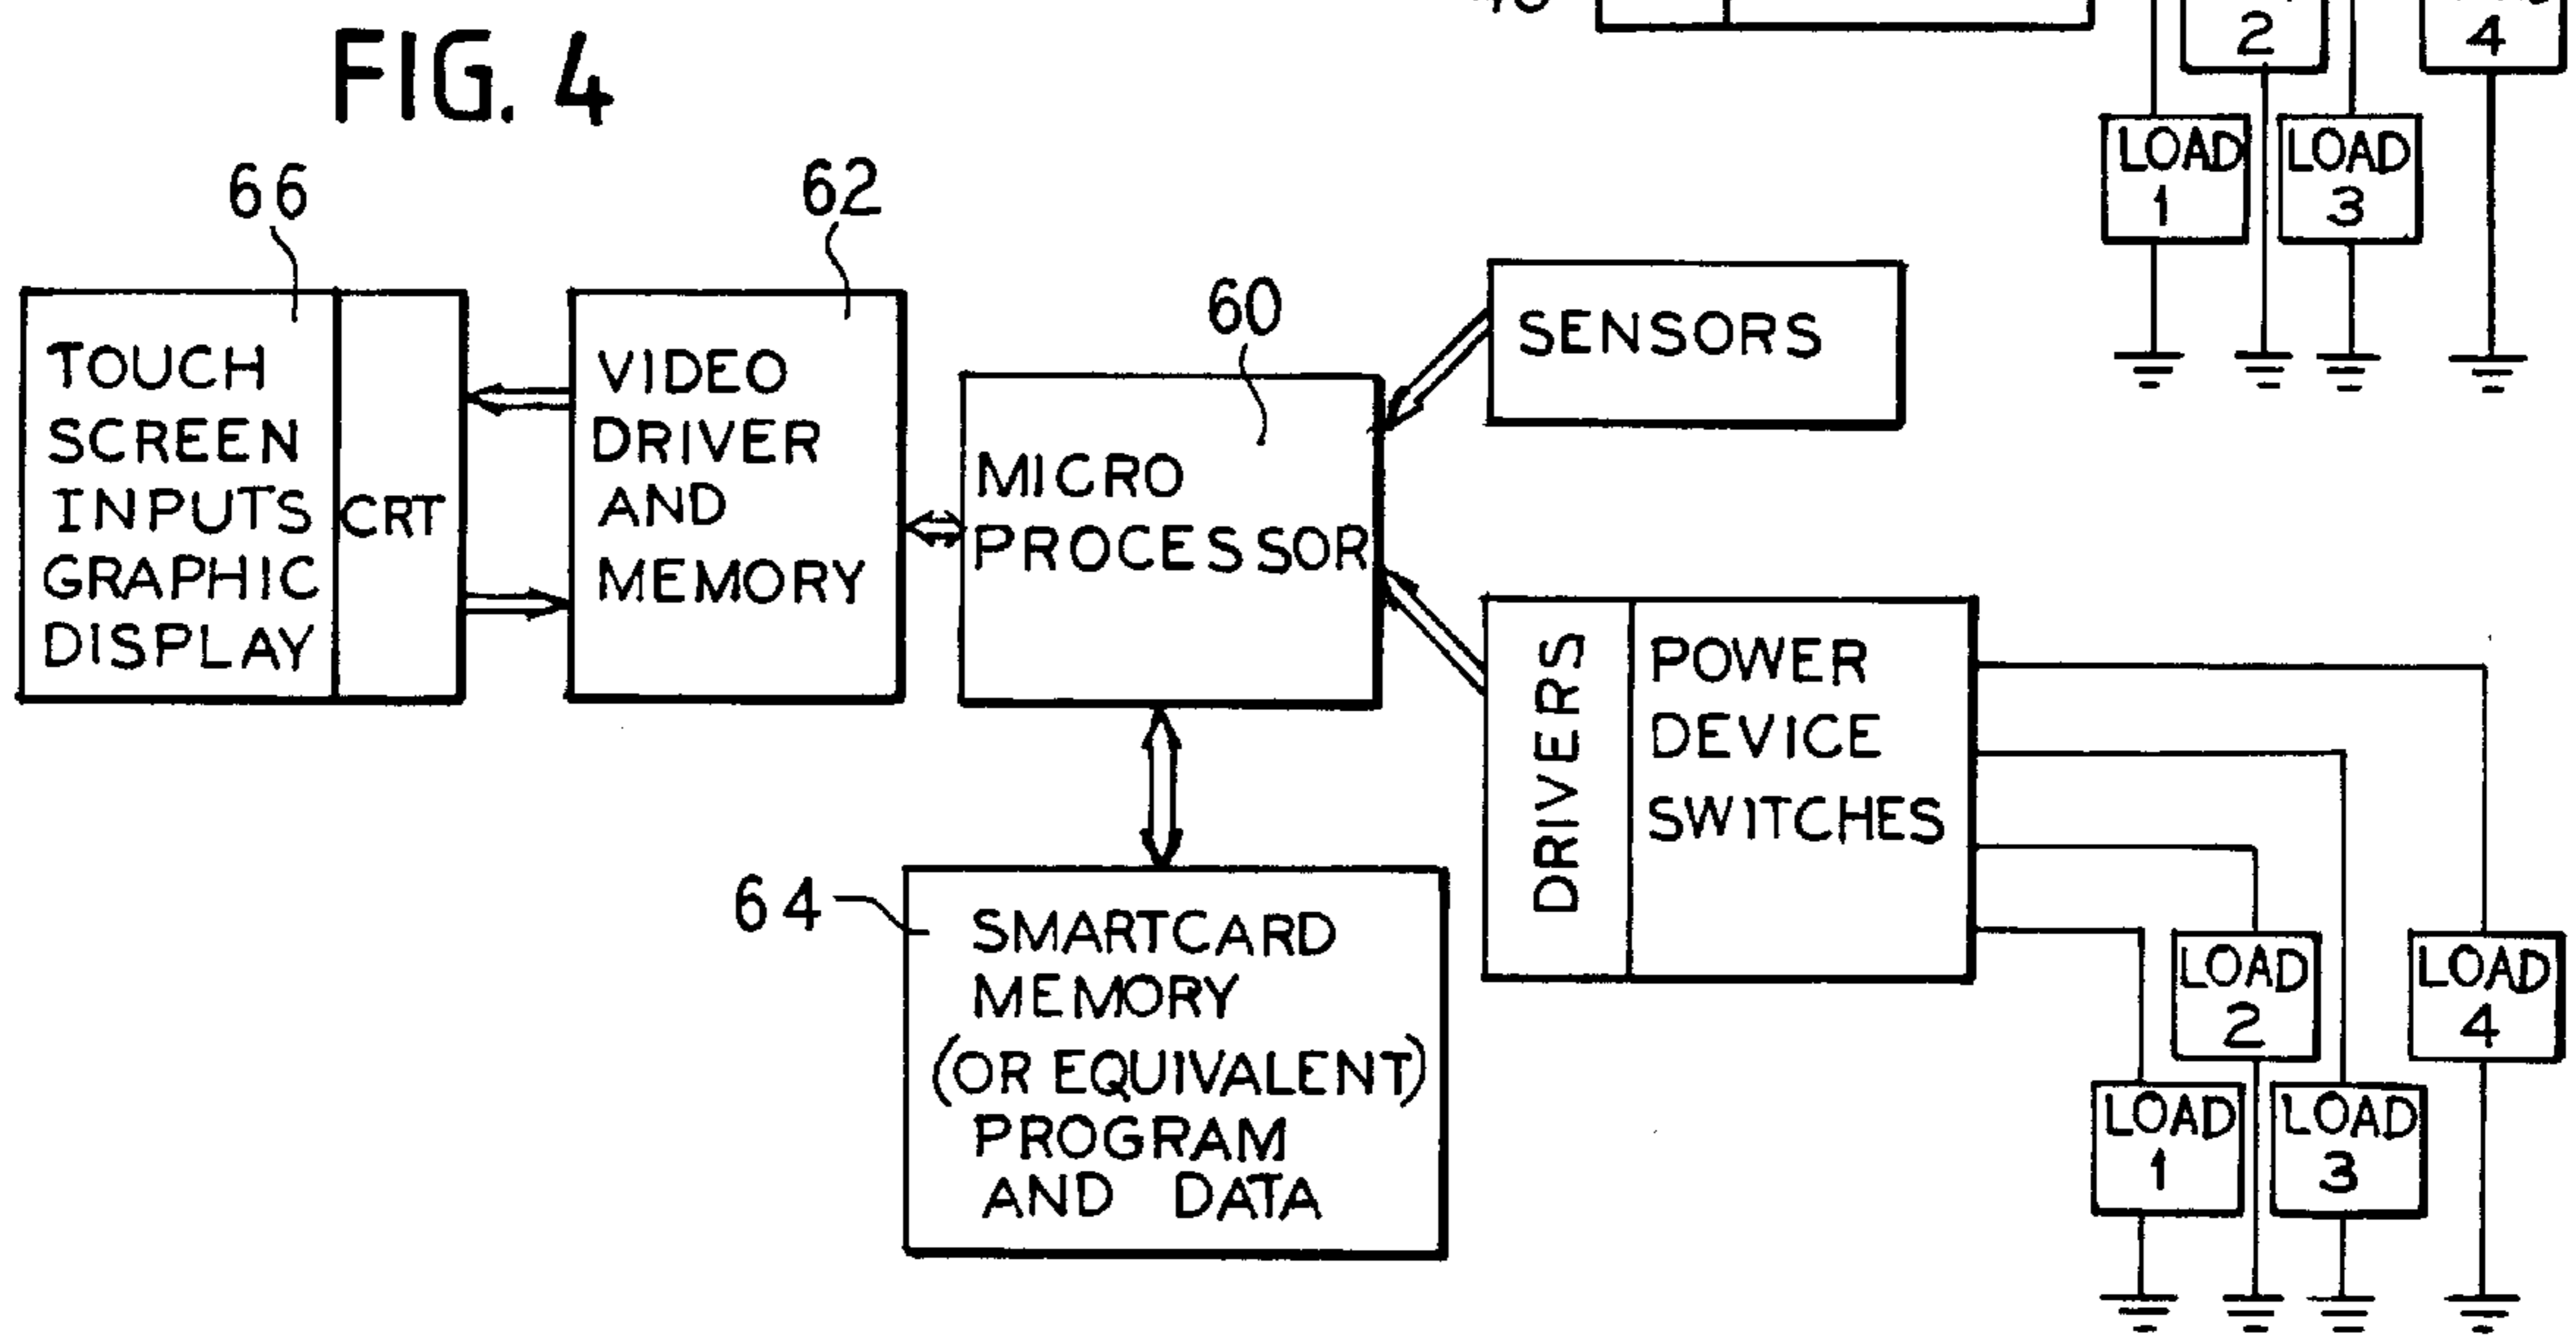 FIG. 4
2
4
LOAD
1
LOAD
3
66
62
60
TOUCH
SCREEN
INPUTS
GRAPHIC
DISPLAY
CRT
VIDEO
DRIVER
AND
MEMORY
MICRO
PROCESSOR
SENSORS
DRIVERS
POWER
DEVICE
SWITCHES
64
SMARTCARD
MEMORY
(OR EQUIVALENT)
PROGRAM
AND DATA
LOAD
2
LOAD
4
LOAD
1
LOAD
3